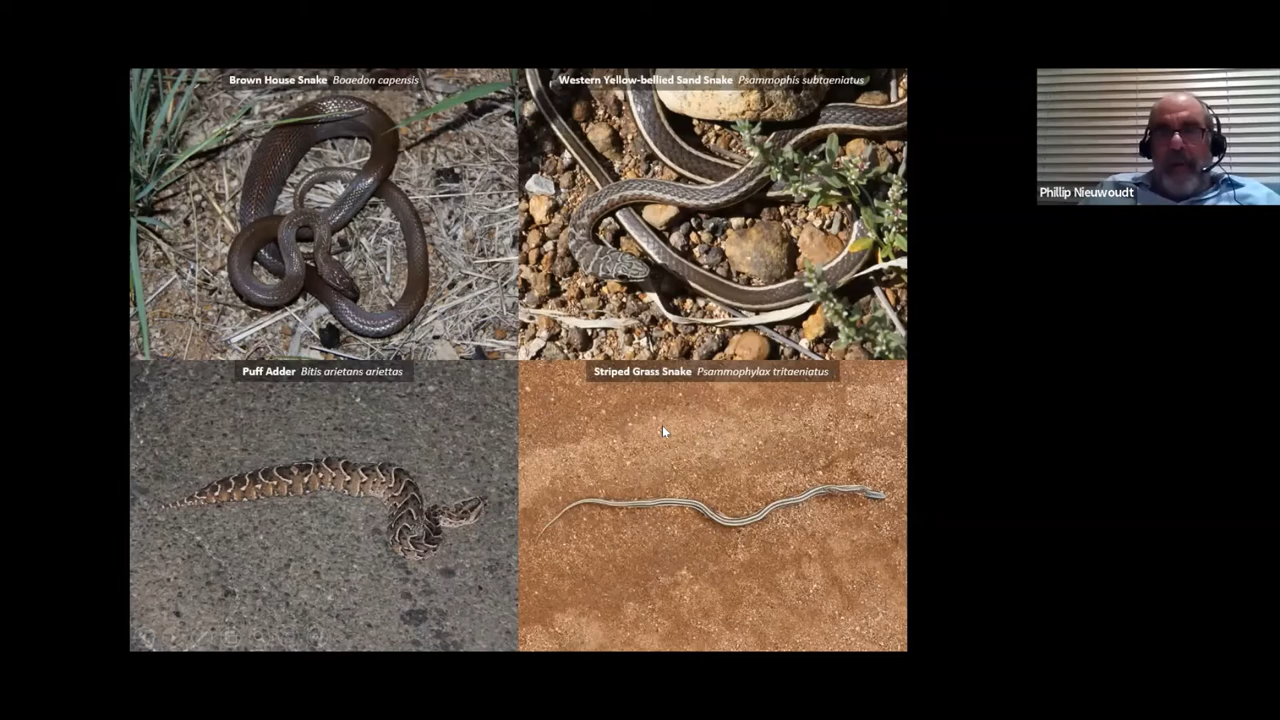 Brown House Snake Boaedon capensis
Western Yellow-bellied Sand Snake Psammophis subtaeniatus
Phillip Nieuwoudt
Puff Adder Bitis arietans ariettas
Striped Grass Snake Psammophylax tritaeniatus